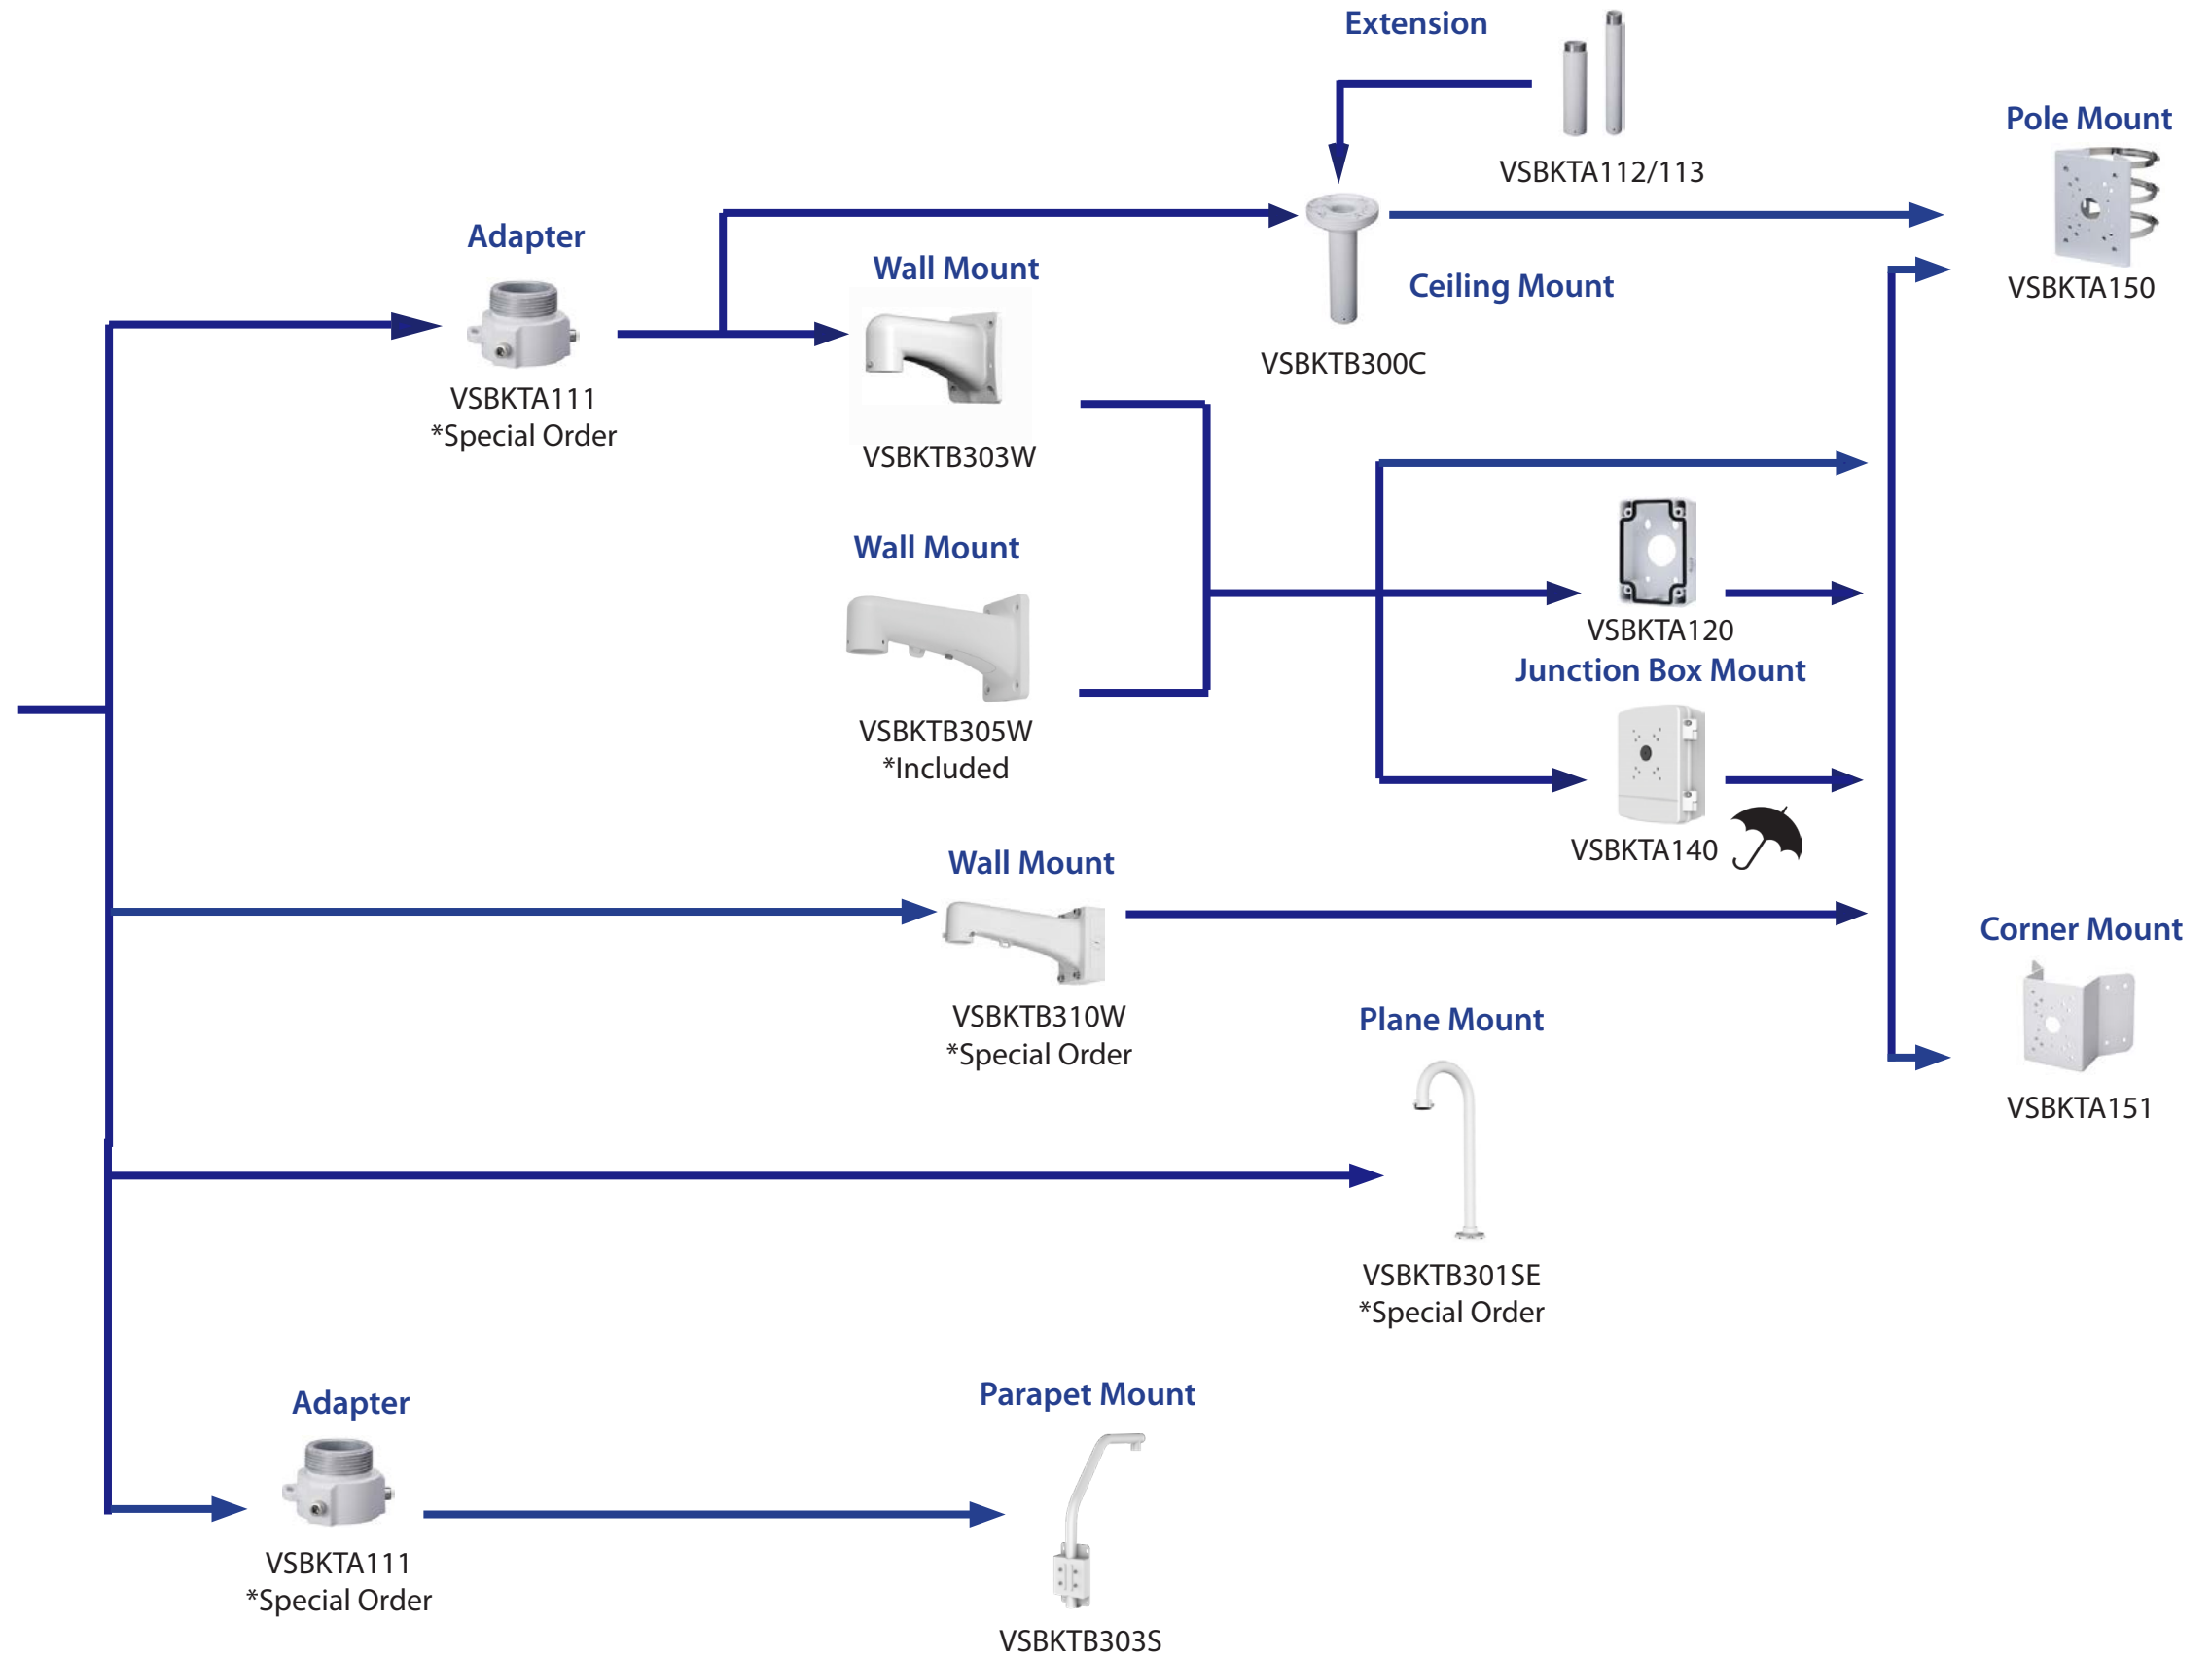 Extension
VSBKTA112/113
Pole Mount
VSBKTA150
Adapter
VSBKTA111
*Special Order
Wall Mount
VSBKTB303W
Ceiling Mount
VSBKTB300C
Wall Mount
VSBKTB305W
*Included
VSBKTA120
Junction Box Mount
VSBKTA140
Wall Mount
VSBKTB310W
*Special Order
Corner Mount
VSBKTA151
Plane Mount
VSBKTB301SE
*Special Order
Adapter
VSBKTA111
*Special Order
Parapet Mount
VSBKTB303S